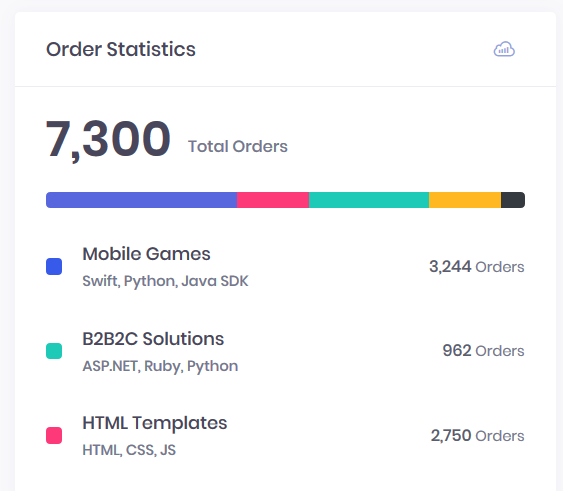 Order Statistics
7,300 Total Orders
Mobile Games
Swift, Python, Java SDK
3,244 Orders
B2B2C Solutions
ASP.NET, Ruby, Python
962 Orders
HTML Templates
HTML, CSS, JS
2,750 Orders